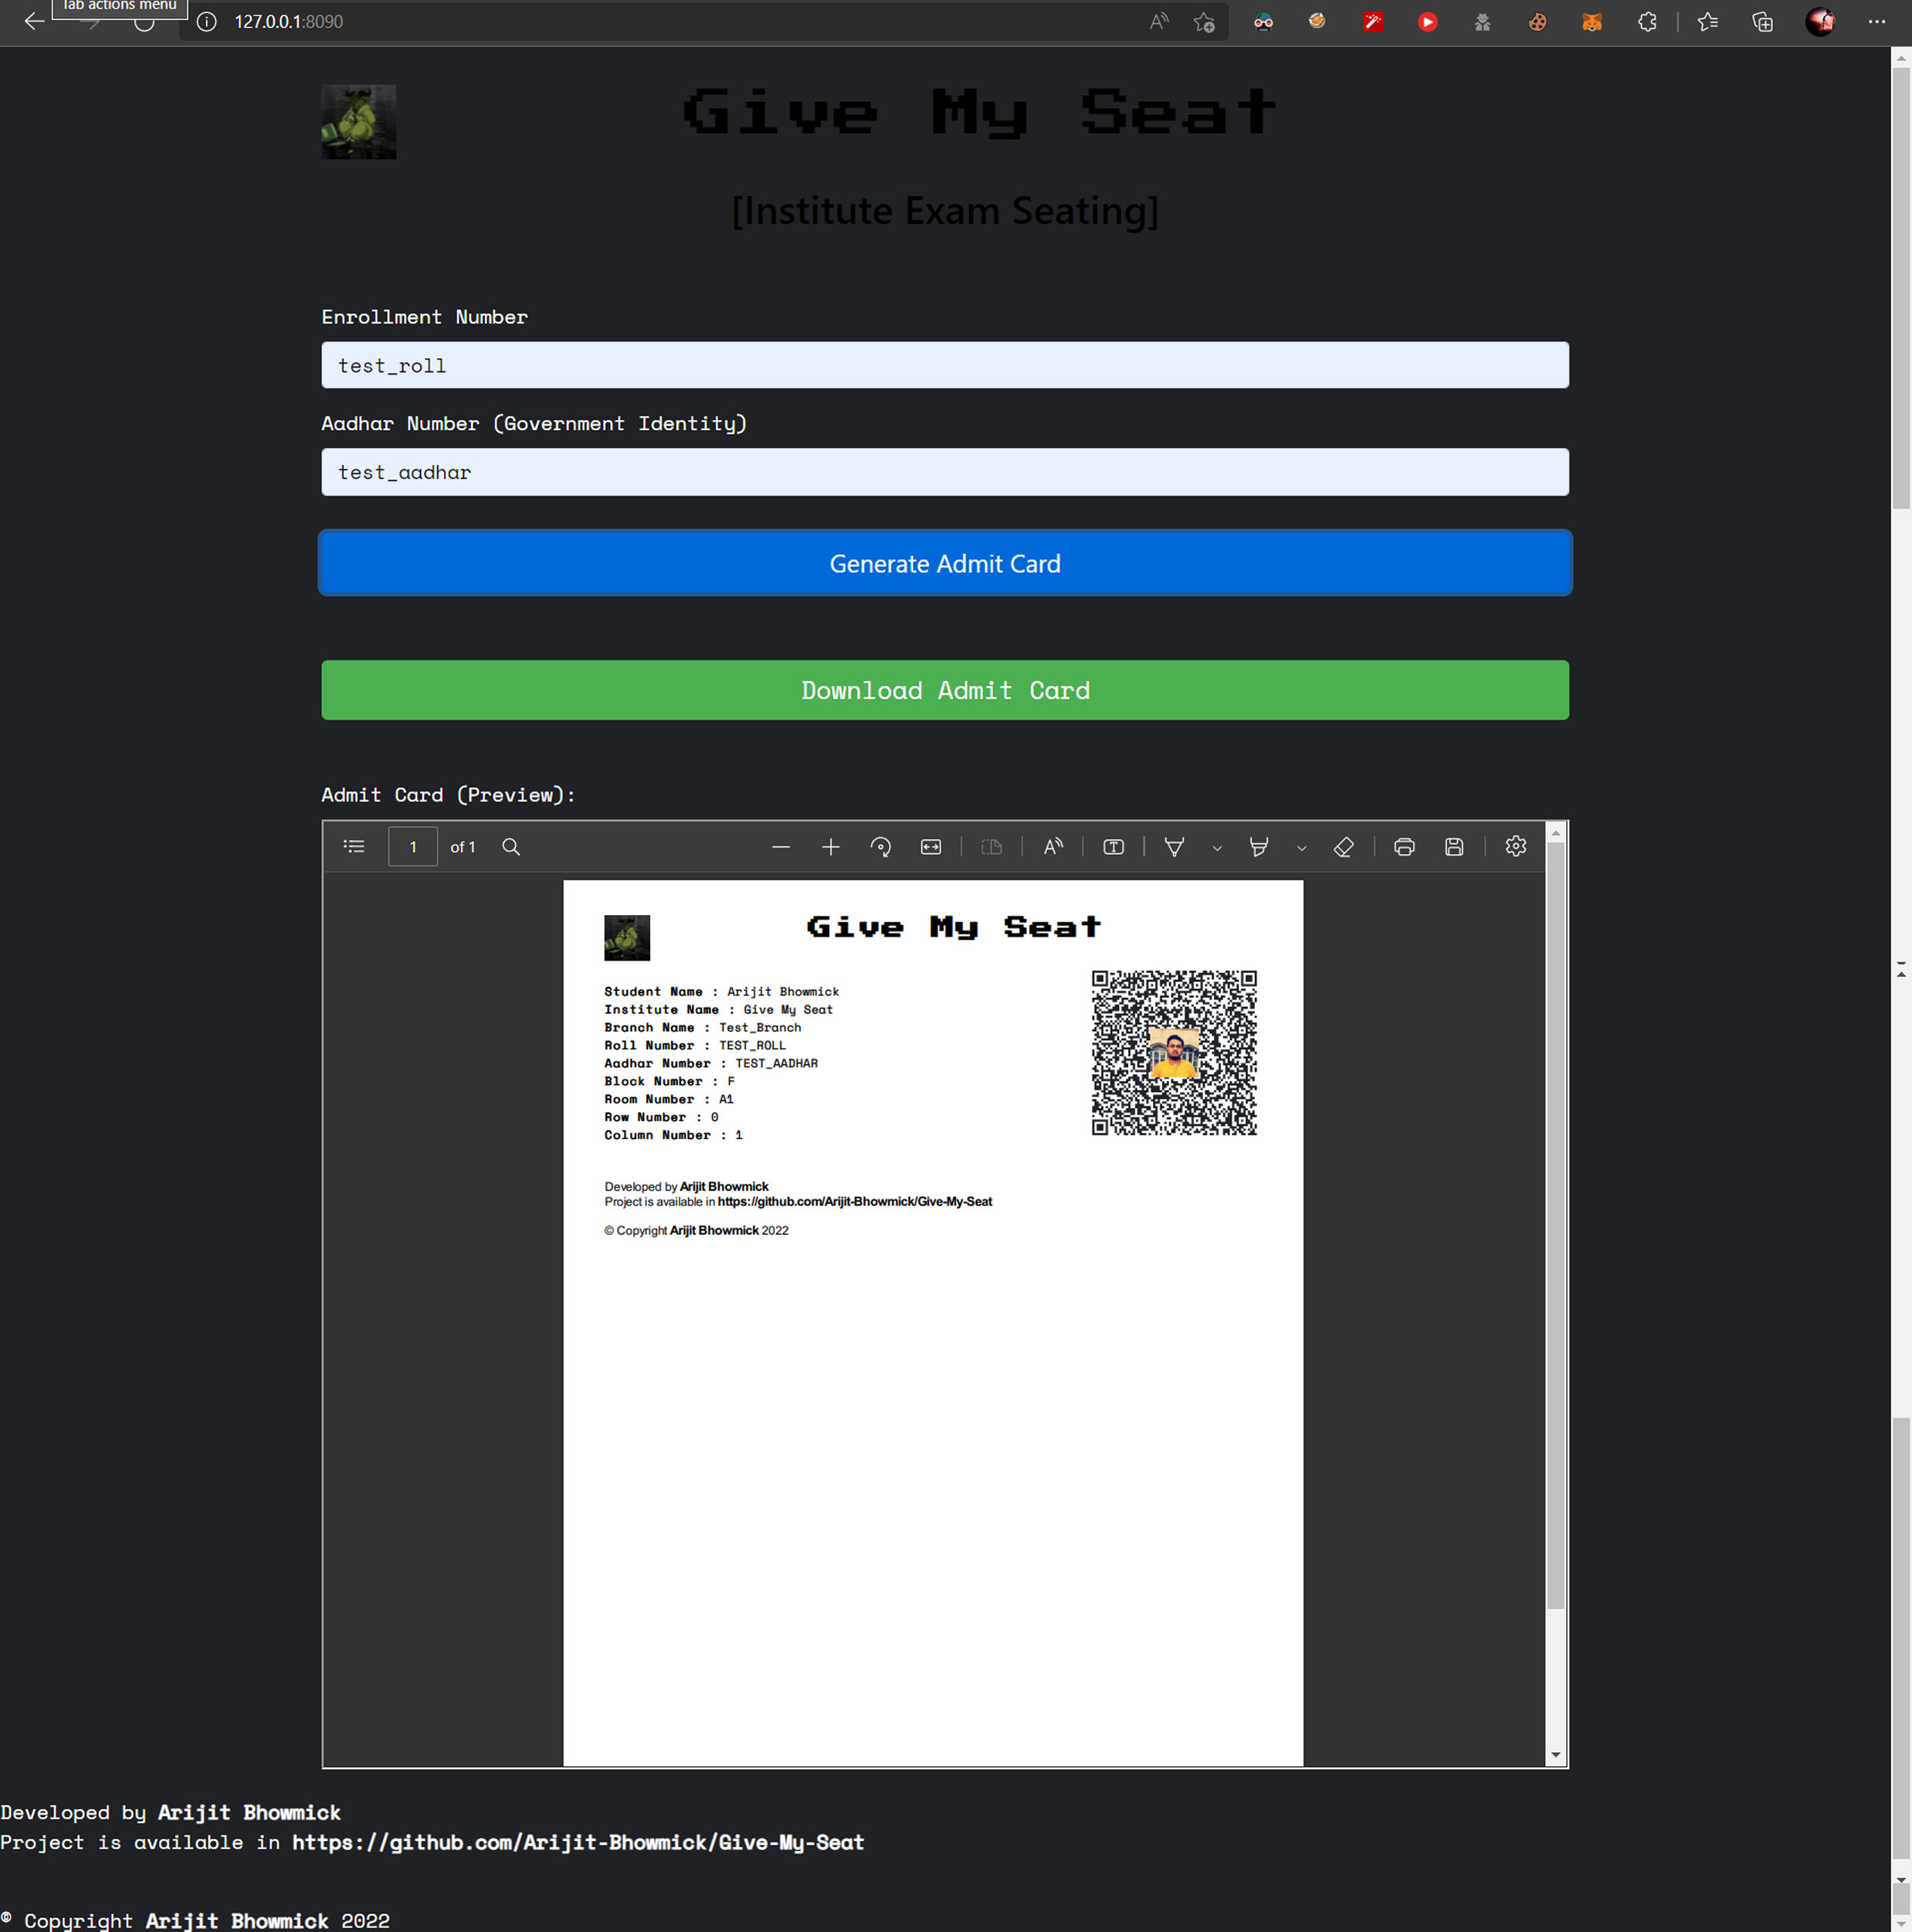 Tab actions menu
127.0.0.1:8090
Give My Seat
[Institute Exam Seating]
Enrollment Number
test_roll
Aadhar Number (Government Identity)
test_aadhar
Generate Admit Card
Download Admit Card
Admit Card (Preview):
1 of 1
Give My Seat
Student Name : Arijit Bhowmick
Institute Name : Give My Seat
Branch Name : Test_Branch
Roll Number : TEST_ROLL
Aadhar Number : TEST_AADHAR
Block Number : F
Room Number : A1
Row Number : 0
Column Number : 1
Developed by Arijit Bhowmick
Project is available in https://github.com/Arijit-Bhowmick/Give-My-Seat
© Copyright Arijit Bhowmick 2022
Developed by Arijit Bhowmick
Project is available in https://github.com/Arijit-Bhowmick/Give-My-Seat
© Copyright Arijit Bhowmick 2022